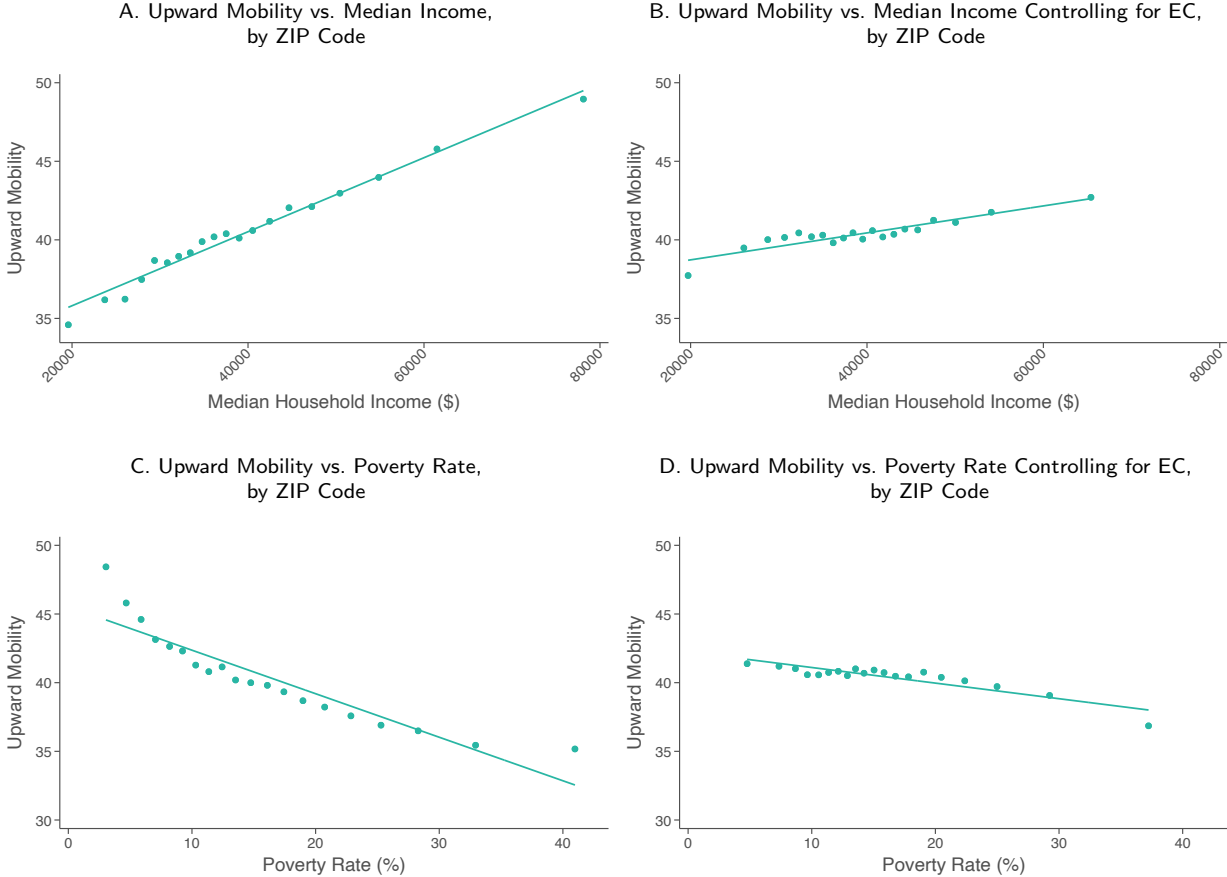 A. Upward Mobility vs. Median Income,
by ZIP Code
50
45
40
35
Upward Mobility
20000
40000
60000
80000
Median Household Income ($)
B. Upward Mobility vs. Median Income Controlling for EC,
by ZIP Code
50
45
40
35
Upward Mobility
20000
40000
60000
80000
Median Household Income ($)
C. Upward Mobility vs. Poverty Rate,
by ZIP Code
50
45
40
35
30
Upward Mobility
0
10
20
30
40
Poverty Rate (%)
D. Upward Mobility vs. Poverty Rate Controlling for EC,
by ZIP Code
50
45
40
35
30
Upward Mobility
0
10
20
30
40
Poverty Rate (%)